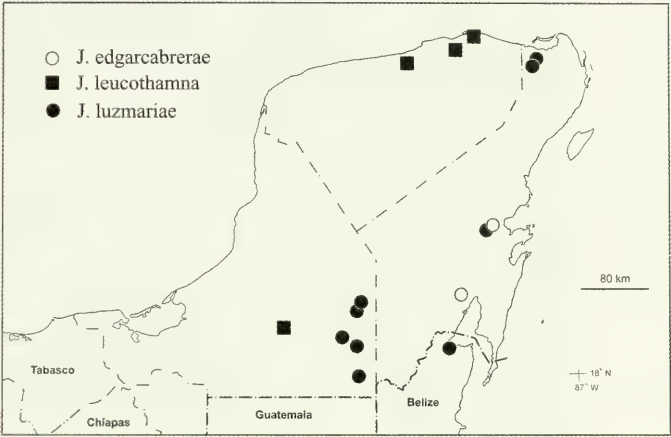 J. edgarcabrerae
J. leucothamna
J. luzmariae
80 km
18° N
87° W
Tabasco
Belize
Guatemala
Chiapas